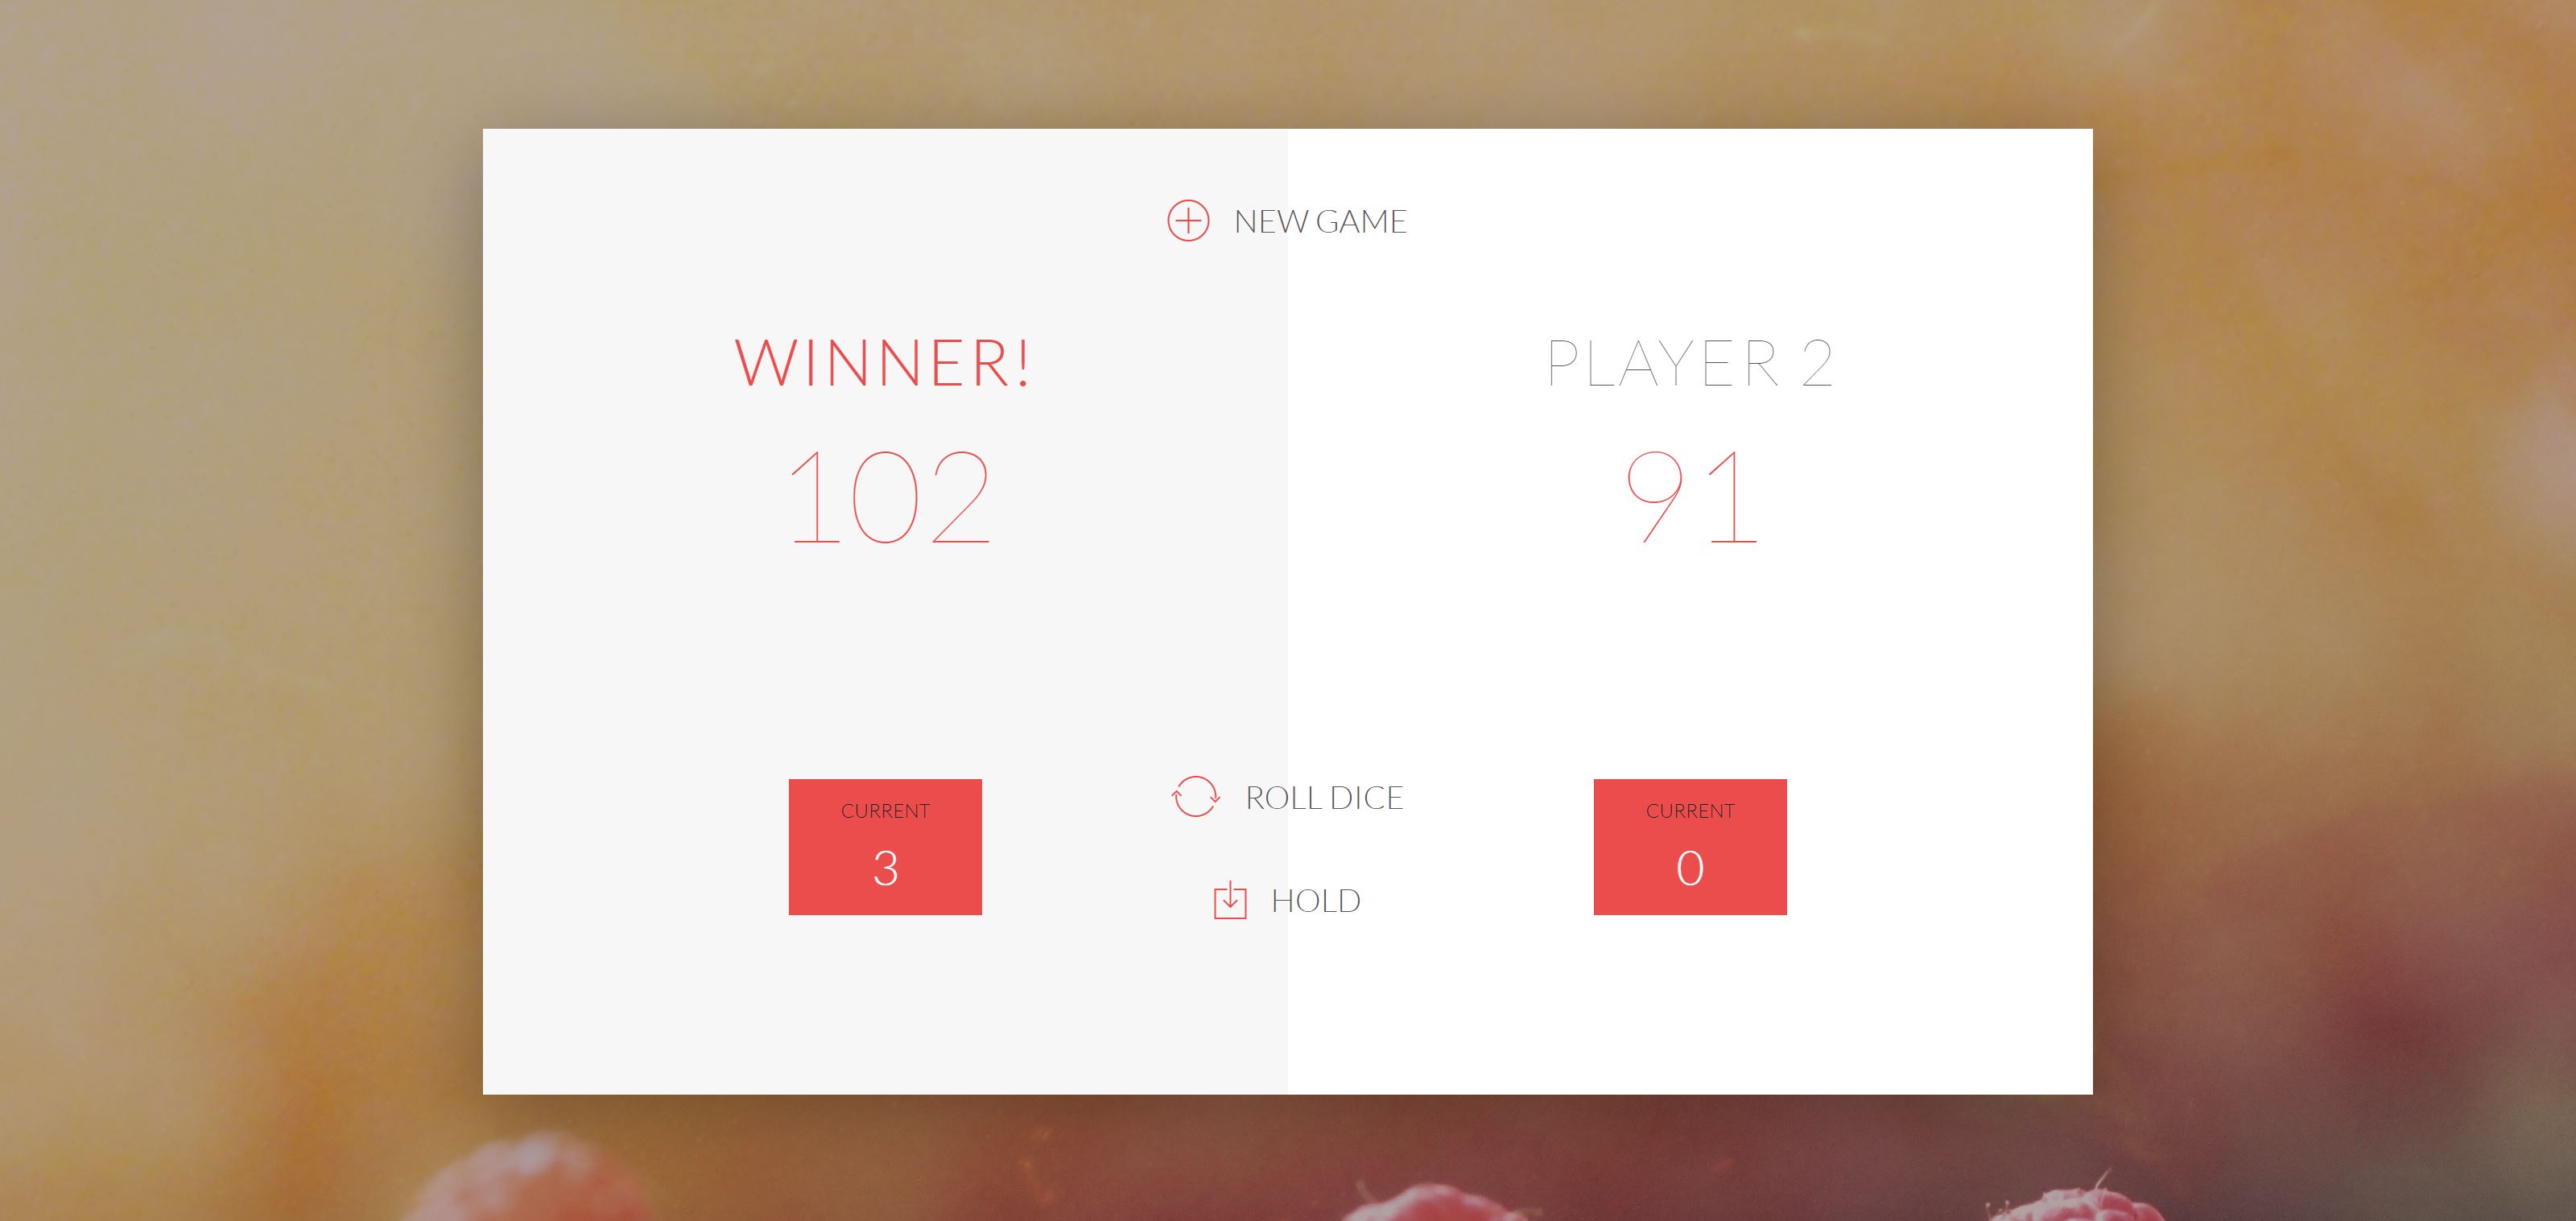 NEW GAME
WINNER!
102
PLAYER 2
91
CURRENT
3
ROLL DICE
HOLD
CURRENT
0